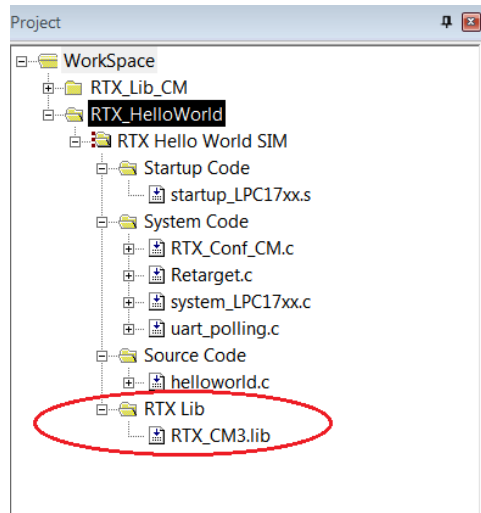 Project
WorkSpace
RTX_Lib_CM
RTX_HelloWorld
RTX Hello World SIM
Startup Code
startup_LPC17xx.s
System Code
RTX_Conf_CM.c
Retarget.c
system_LPC17xx.c
uart_polling.c
Source Code
helloworld.c
RTX Lib
RTX_CM3.lib